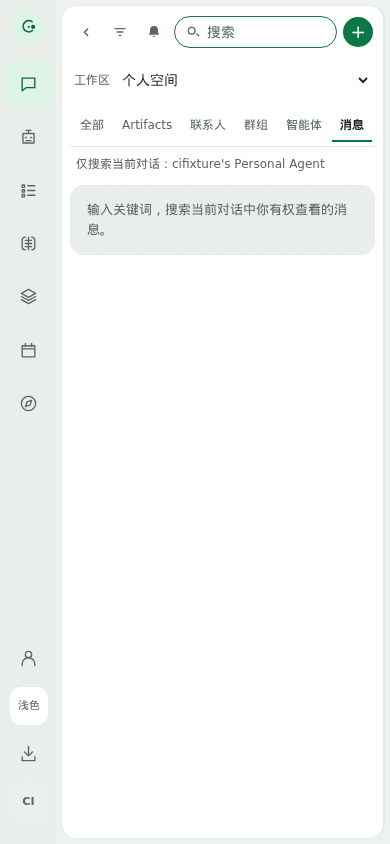 搜索
工作区 个人空间
全部 Artifacts 联系人 群组 智能体 消息
仅搜索当前对话：cifixture's Personal Agent
输入关键词，搜索当前对话中你有权查看的消
息。
浅色
CI